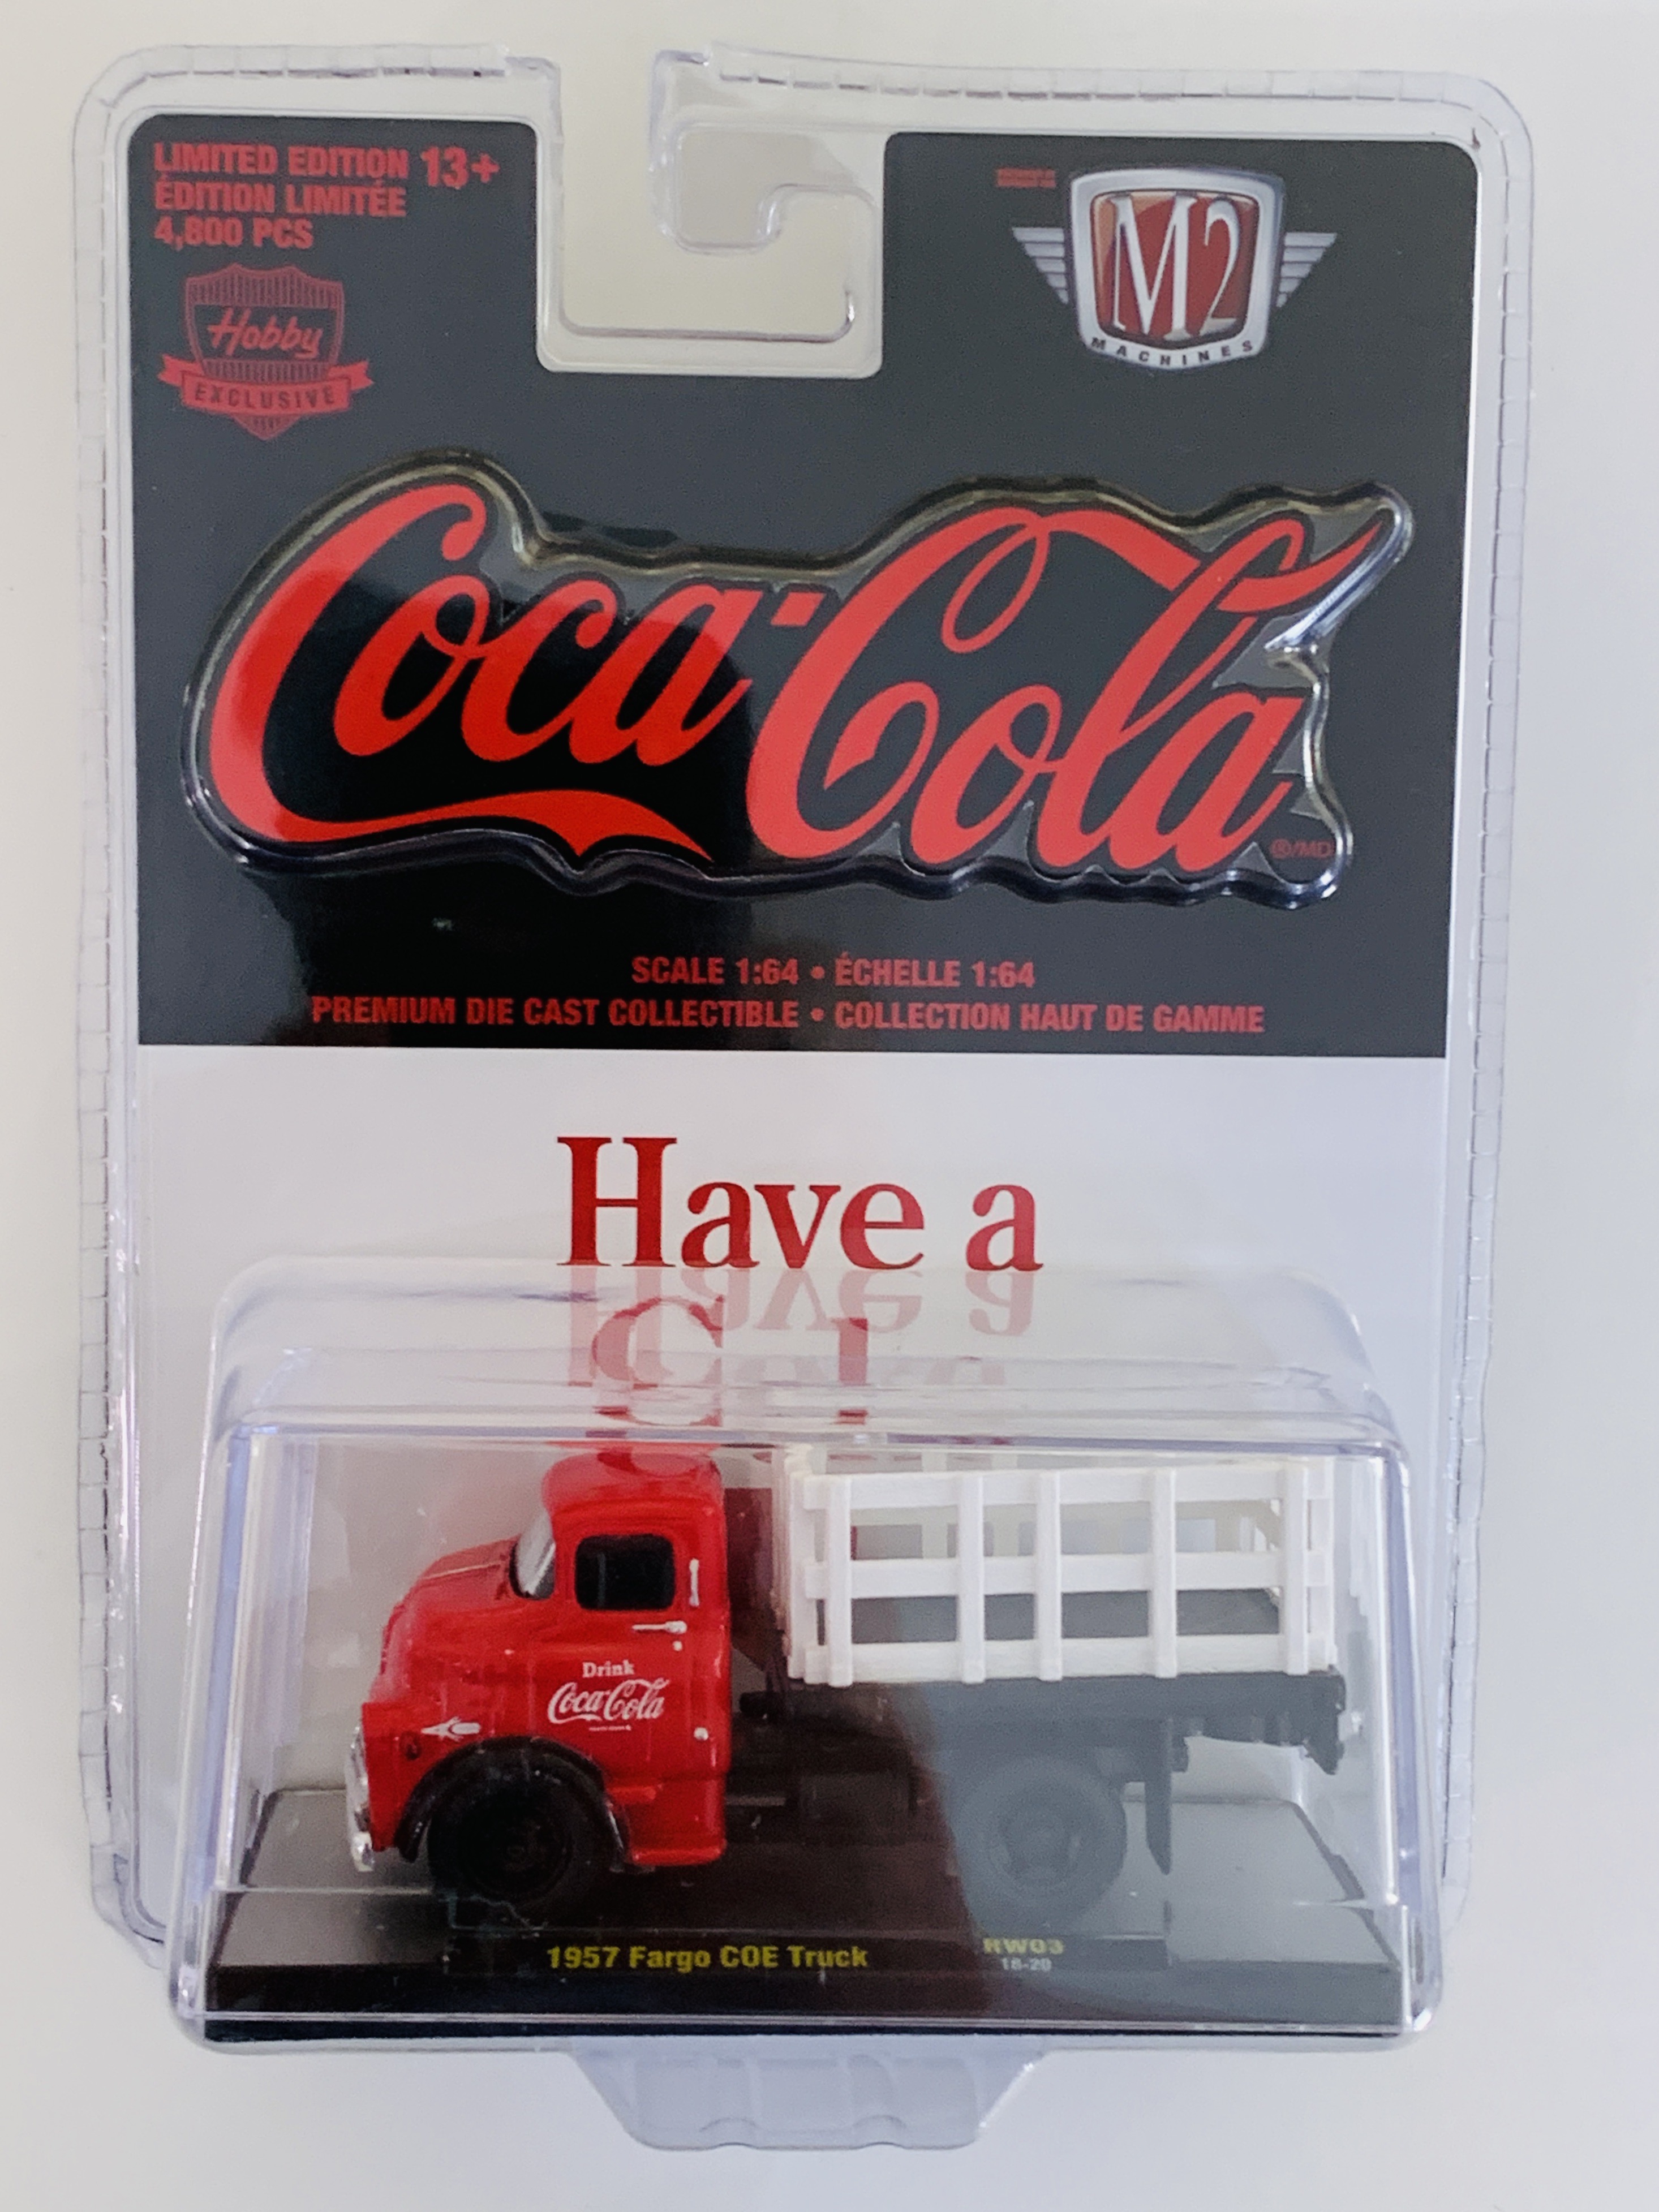 LIMITED EDITION 13+
ÉDITION LIMITÉE
4,800 PCS
Hobby
EXCLUSIVE
M2
MACHINES
Coca-Cola
®/MD
SCALE 1:64 • ÉCHELLE 1:64
PREMIUM DIE CAST COLLECTIBLE • COLLECTION HAUT DE GAMME
Have a
Drink
Coca-Cola
1957 Fargo COE Truck
RW03
18-20